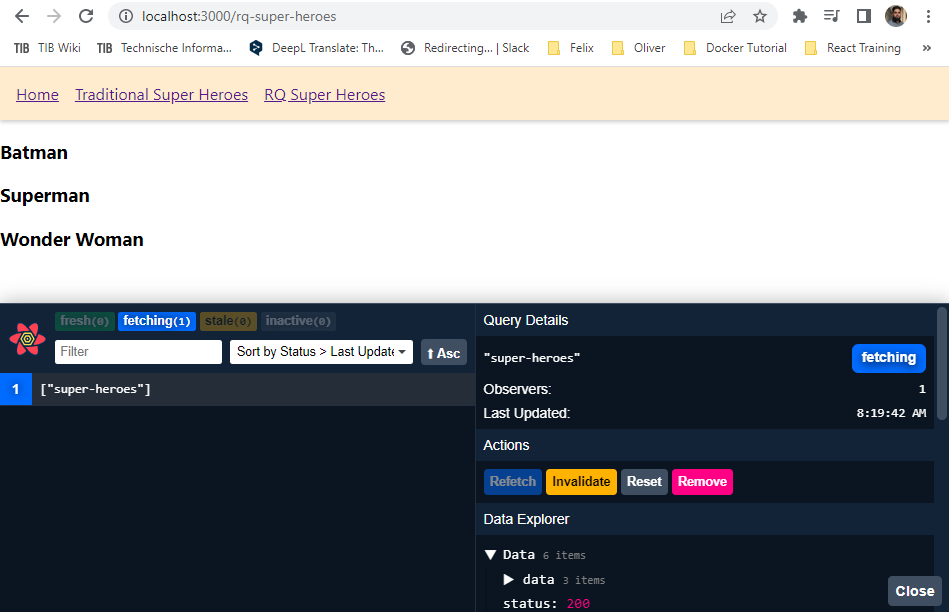 localhost:3000/rq-super-heroes
TIB TIB Wiki TIB Technische Informa... DeepL Translate: Th... Redirecting... | Slack Felix Oliver Docker Tutorial React Training »
Home Traditional Super Heroes RQ Super Heroes
Batman
Superman
Wonder Woman
fresh(0) fetching(1) stale(0) inactive(0)
Filter Sort by Status > Last Update ⬆ Asc
1 ["super-heroes"]
Query Details
"super-heroes" fetching
Observers: 1
Last Updated: 8:19:42 AM
Actions
Refetch Invalidate Reset Remove
Data Explorer
▼ Data 6 items
▶ data 3 items
status: 200
Close